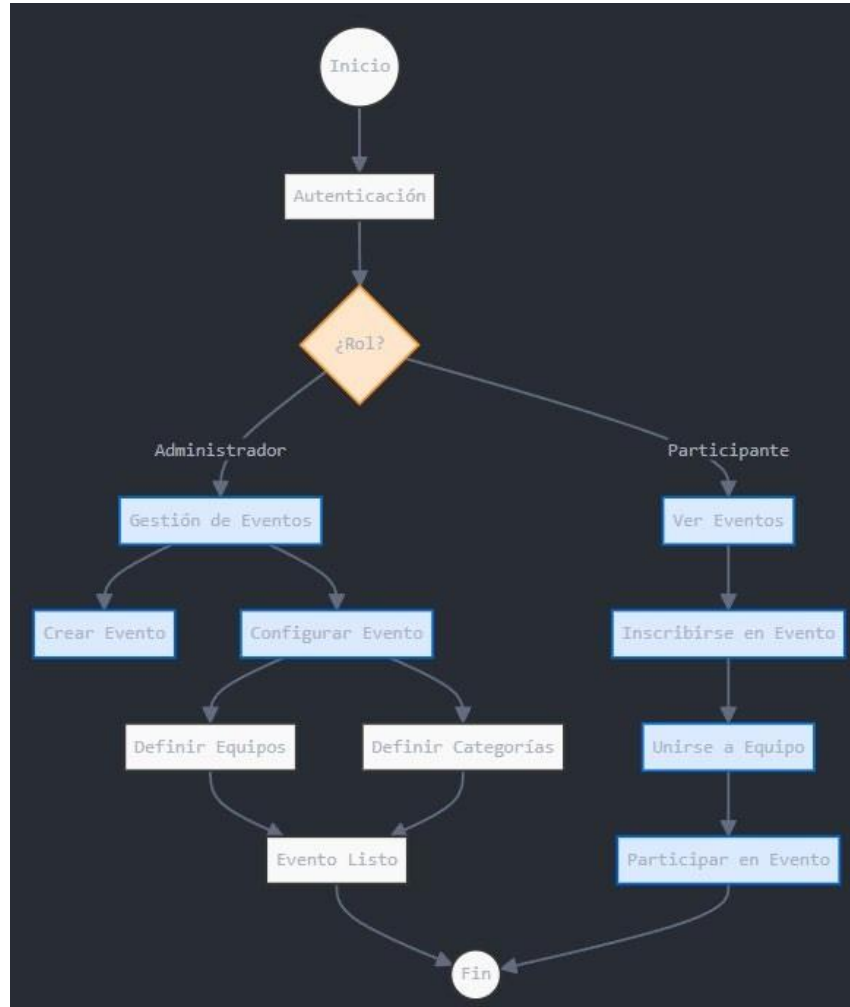 Inicio
Autenticación
¿Rol?
Administrador
Participante
Gestión de Eventos
Ver Eventos
Crear Evento
Configurar Evento
Inscribirse en Evento
Definir Equipos
Definir Categorías
Unirse a Equipo
Evento Listo
Participar en Evento
Fin